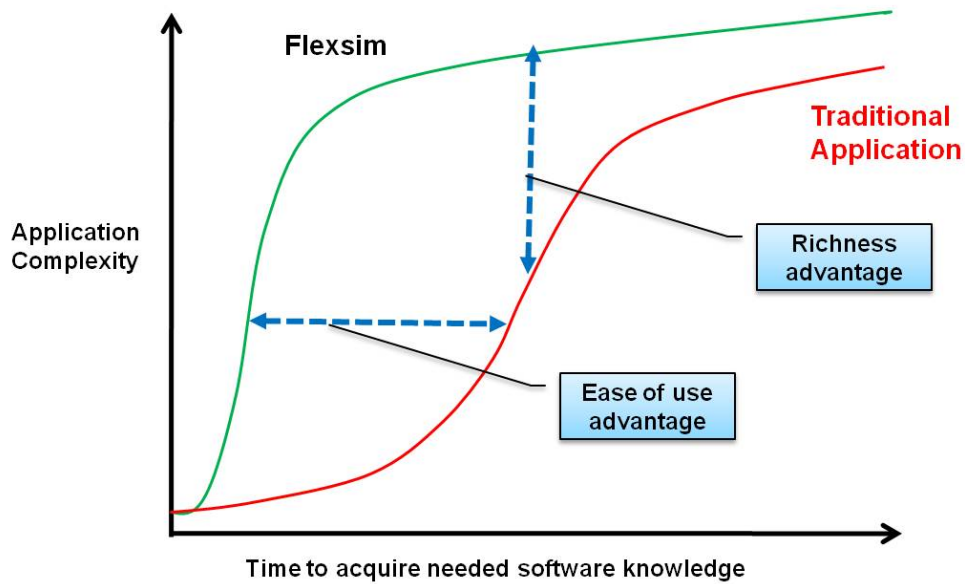 Flexsim
Traditional
Application
Application
Complexity
Richness
advantage
Ease of use
advantage
Time to acquire needed software knowledge